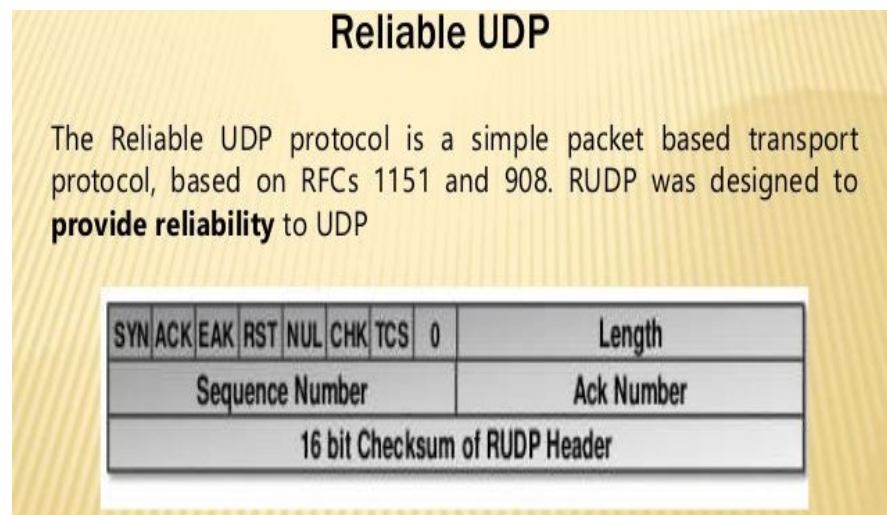 Reliable UDP
The Reliable UDP protocol is a simple packet based transport
protocol, based on RFCs 1151 and 908. RUDP was designed to
provide reliability to UDP
SYN ACK EAK RST NUL CHK TCS 0 Length
Sequence Number Ack Number
16 bit Checksum of RUDP Header